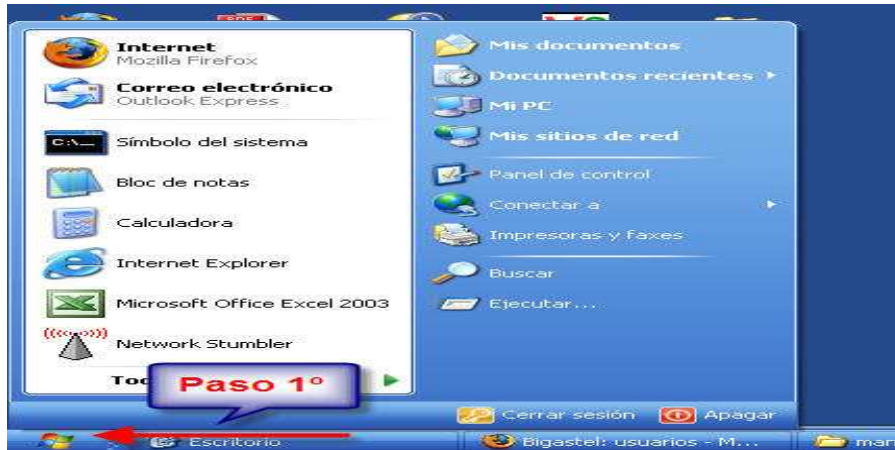 Internet
Mozilla Firefox
Correo electrónico
Outlook Express
C:\
Símbolo del sistema
Bloc de notas
Calculadora
Internet Explorer
Microsoft Office Excel 2003
Network Stumbler
Paso 1º
Mis documentos
Documentos recientes
Mi PC
Mis sitios de red
Panel de control
Conectar a
Impresoras y faxes
Buscar
Ejecutar...
Cerrar sesión
Apagar
Escritorio
Bigastel: usuarios - M...